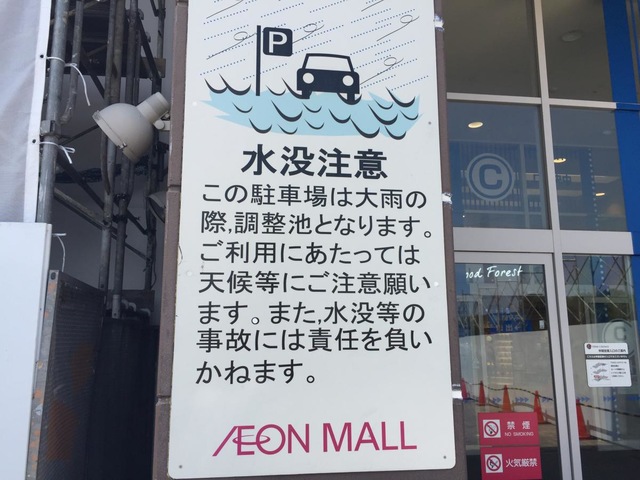 P
水没注意
この駐車場は大雨の
際,調整池となります。
ご利用にあたっては
天候等にご注意願い
ます。また,水没等の
事故には責任を負い
かねます。
ÆON MALL
C
ood Forest
禁煙
NO SMOKING
火気厳禁